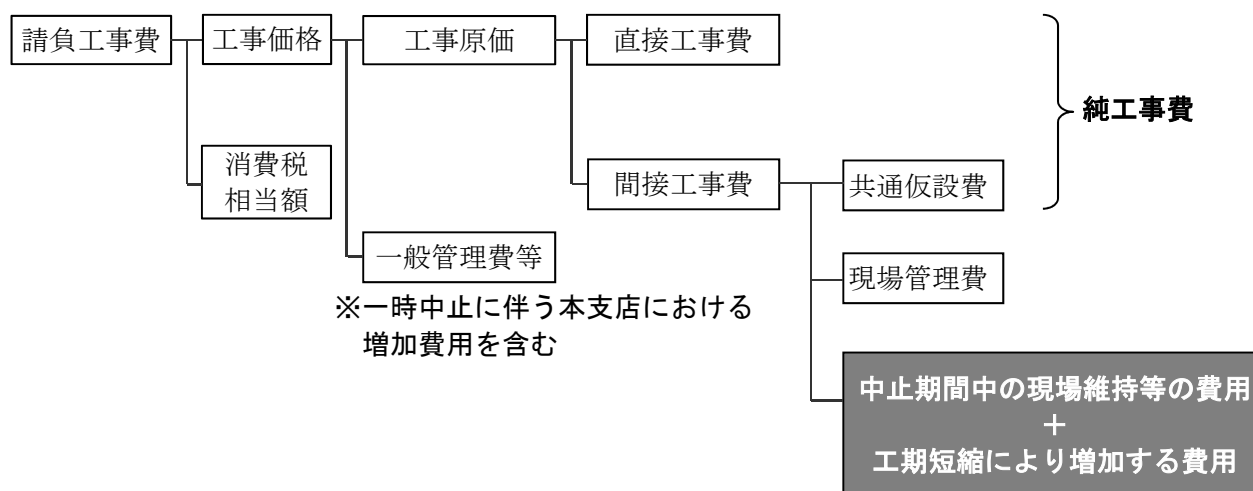 請負工事費
工事価格
工事原価
直接工事費
純工事費
消費税
相当額
間接工事費
共通仮設費
一般管理費等
現場管理費
※一時中止に伴う本支店における
増加費用を含む
中止期間中の現場維持等の費用
＋
工期短縮により増加する費用